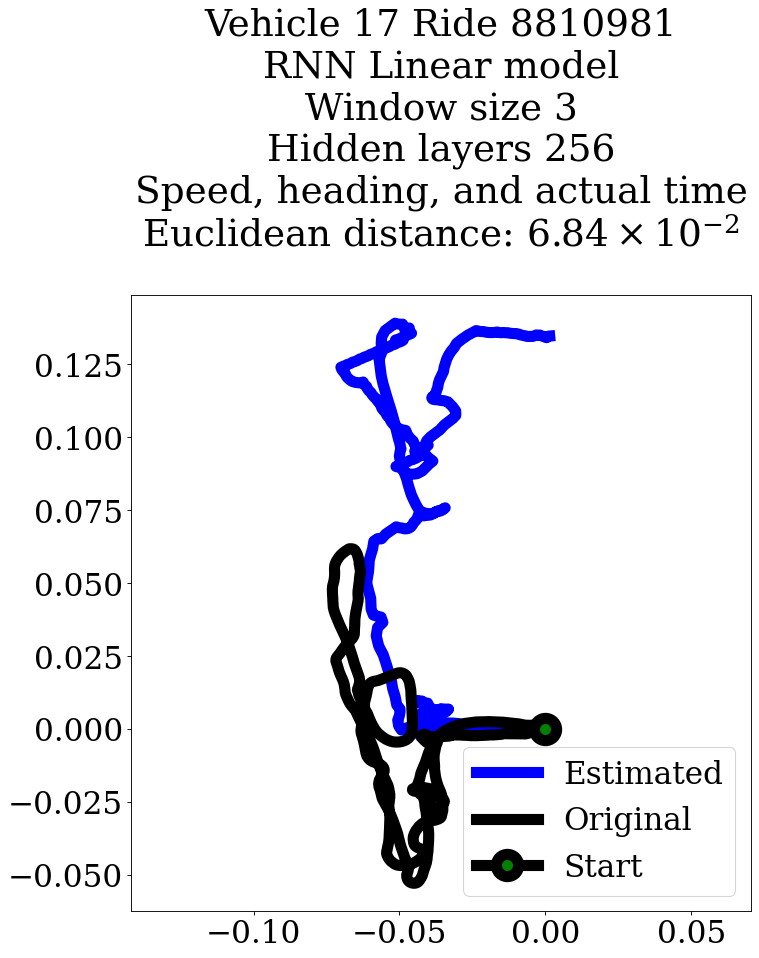 Vehicle 17 Ride 8810981
RNN Linear model
Window size 3
Hidden layers 256
Speed, heading, and actual time
Euclidean distance: 6.84 × 10⁻²
0.125
0.100
0.075
0.050
0.025
0.000
−0.025
−0.050
Estimated
Original
Start
−0.10 −0.05 0.00 0.05